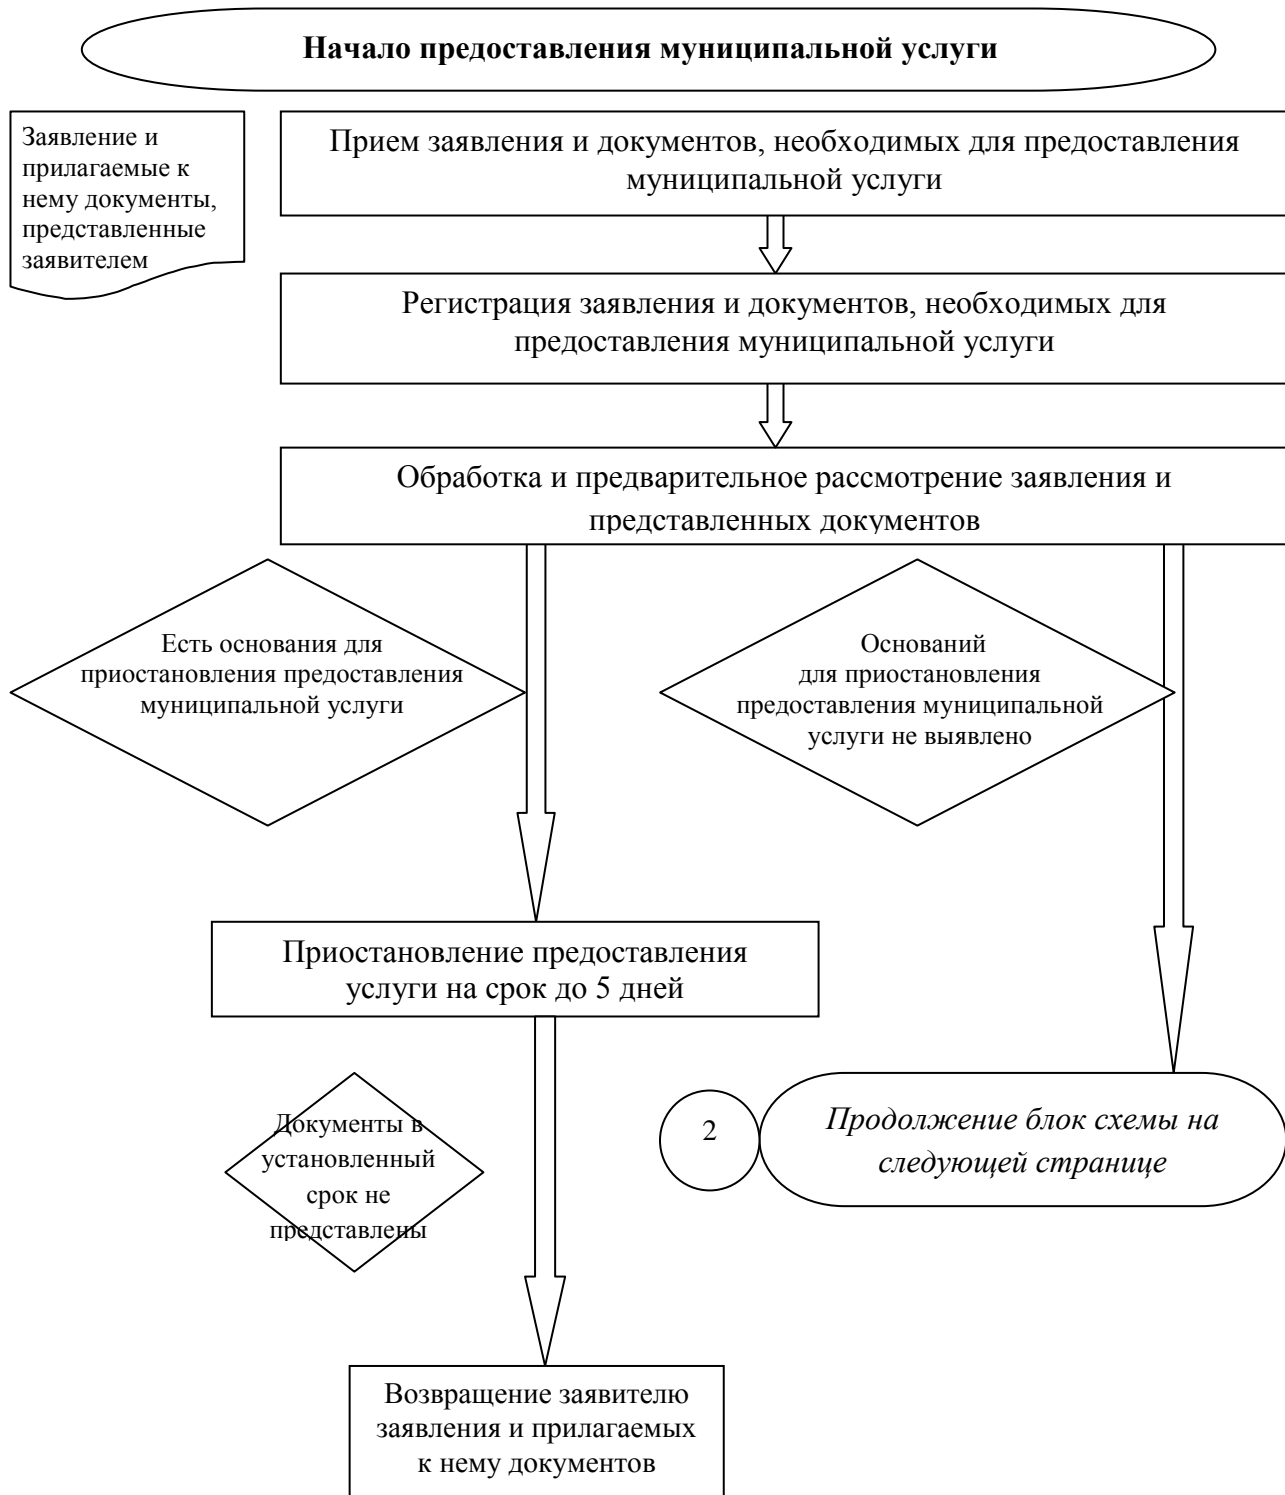 Начало предоставления муниципальной услуги
Заявление и
прилагаемые к
нему документы,
представленные
заявителем
Прием заявления и документов, необходимых для предоставления
муниципальной услуги
Регистрация заявления и документов, необходимых для
предоставления муниципальной услуги
Обработка и предварительное рассмотрение заявления и
представленных документов
Есть основания для
приостановления предоставления
муниципальной услуги
Оснований
для приостановления
предоставления муниципальной
услуги не выявлено
Приостановление предоставления
услуги на срок до 5 дней
Документы в
установленный
срок не
представлены
2
Продолжение блок схемы на
следующей странице
Возвращение заявителю
заявления и прилагаемых
к нему документов